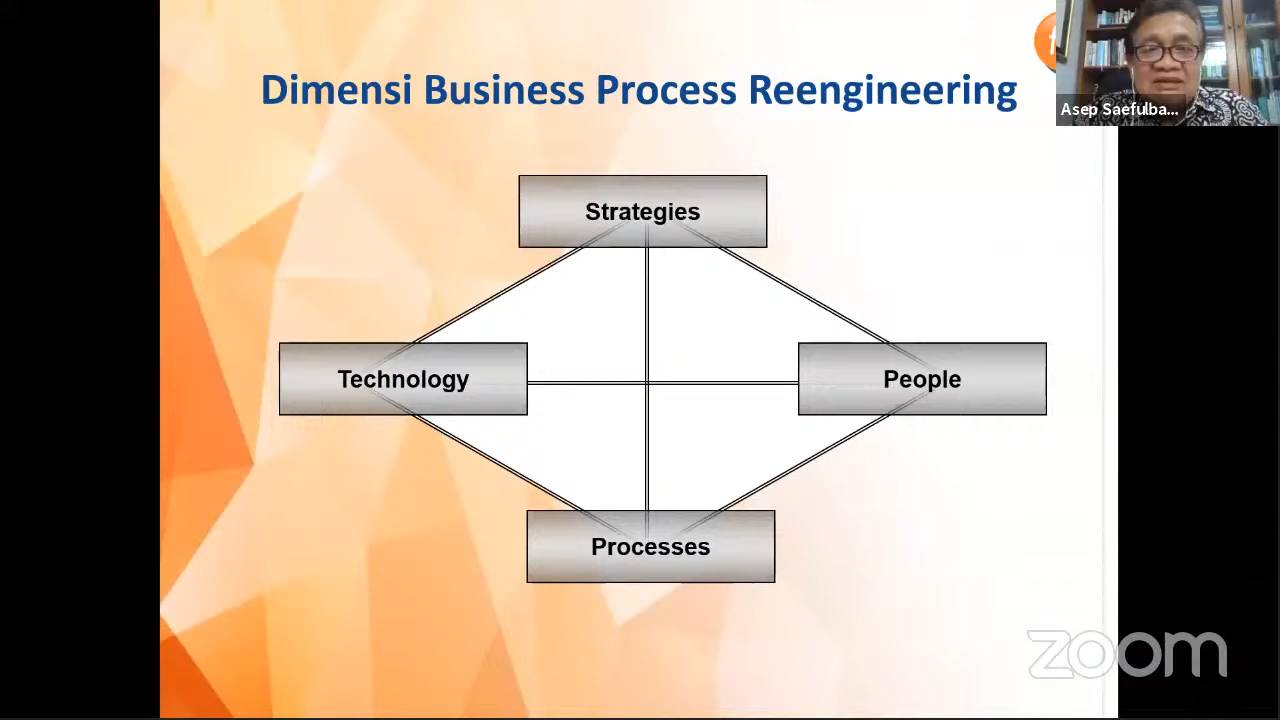 Dimensi Business Process Reengineering
Asep Saefulba...
Strategies
Technology
People
Processes
zoom